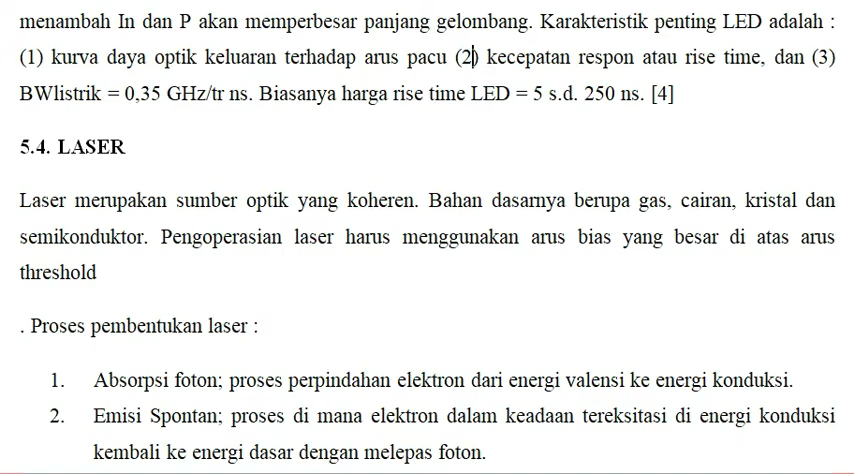 menambah In dan P akan memperbesar panjang gelombang. Karakteristik penting LED adalah :
(1) kurva daya optik keluaran terhadap arus pacu (2) kecepatan respon atau rise time, dan (3)
BWlistrik = 0,35 GHz/tr ns. Biasanya harga rise time LED = 5 s.d. 250 ns. [4]
5.4. LASER
Laser merupakan sumber optik yang koheren. Bahan dasarnya berupa gas, cairan, kristal dan
semikonduktor. Pengoperasian laser harus menggunakan arus bias yang besar di atas arus
threshold
. Proses pembentukan laser :
1. Absorpsi foton; proses perpindahan elektron dari energi valensi ke energi konduksi.
2. Emisi Spontan; proses di mana elektron dalam keadaan tereksitasi di energi konduksi
kembali ke energi dasar dengan melepas foton.